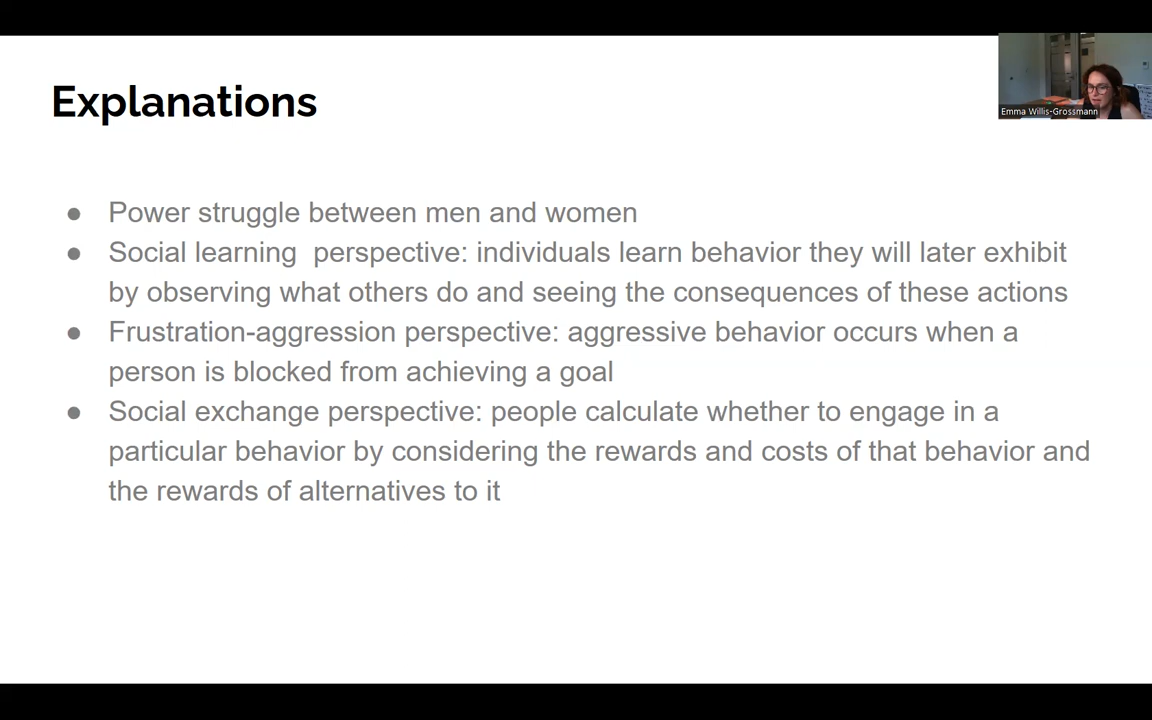 Explanations
Emma Willis-Grossmann
● Power struggle between men and women
● Social learning  perspective: individuals learn behavior they will later exhibit
by observing what others do and seeing the consequences of these actions
● Frustration-aggression perspective: aggressive behavior occurs when a
person is blocked from achieving a goal
● Social exchange perspective: people calculate whether to engage in a
particular behavior by considering the rewards and costs of that behavior and
the rewards of alternatives to it